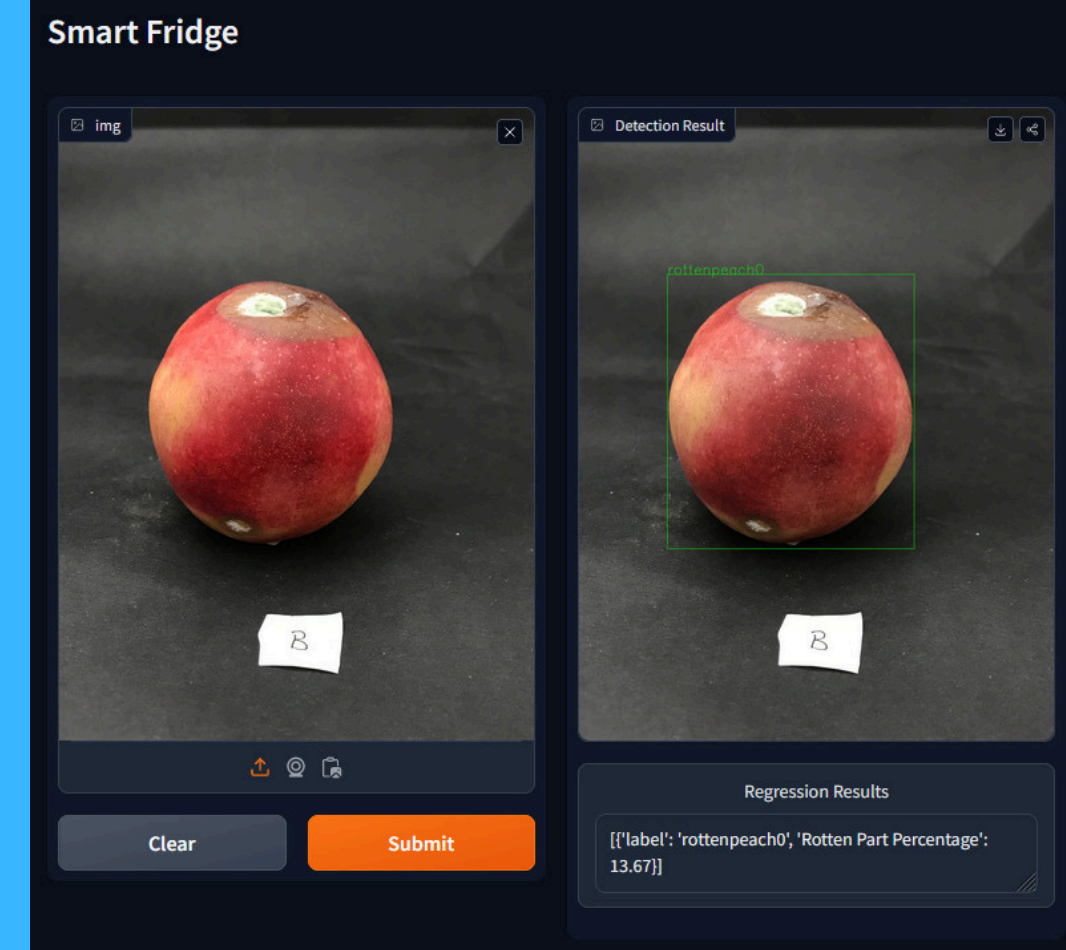 Smart Fridge
img
Detection Result
rottenpeach0
B
B
Clear
Submit
Regression Results
[{'label': 'rottenpeach0', 'Rotten Part Percentage':
13.67}]